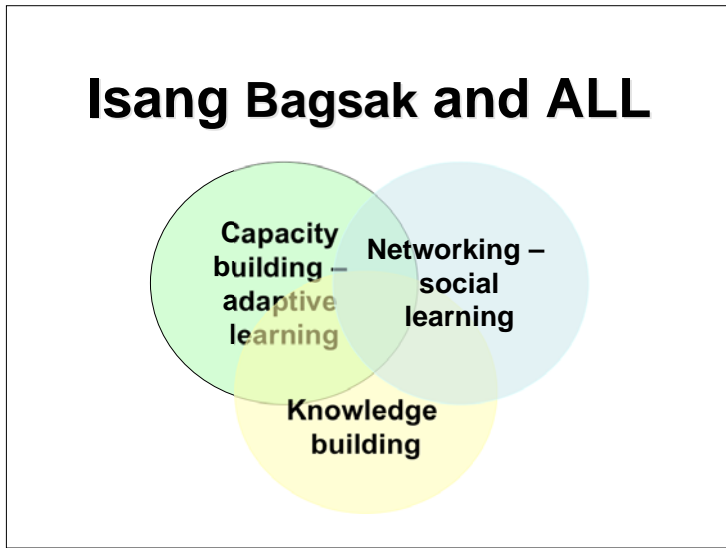 Isang Bagsak and ALL
Capacity
building –
adaptive
learning
Networking –
social
learning
Knowledge
building